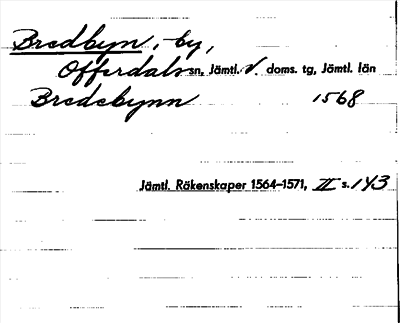 Bredbyn, by,
Offerdals sn, Jämtl. V. doms. tg, Jämtl. län
Bredebynn 1568
Jämtl. Räkenskaper 1564–1571, II s. 143